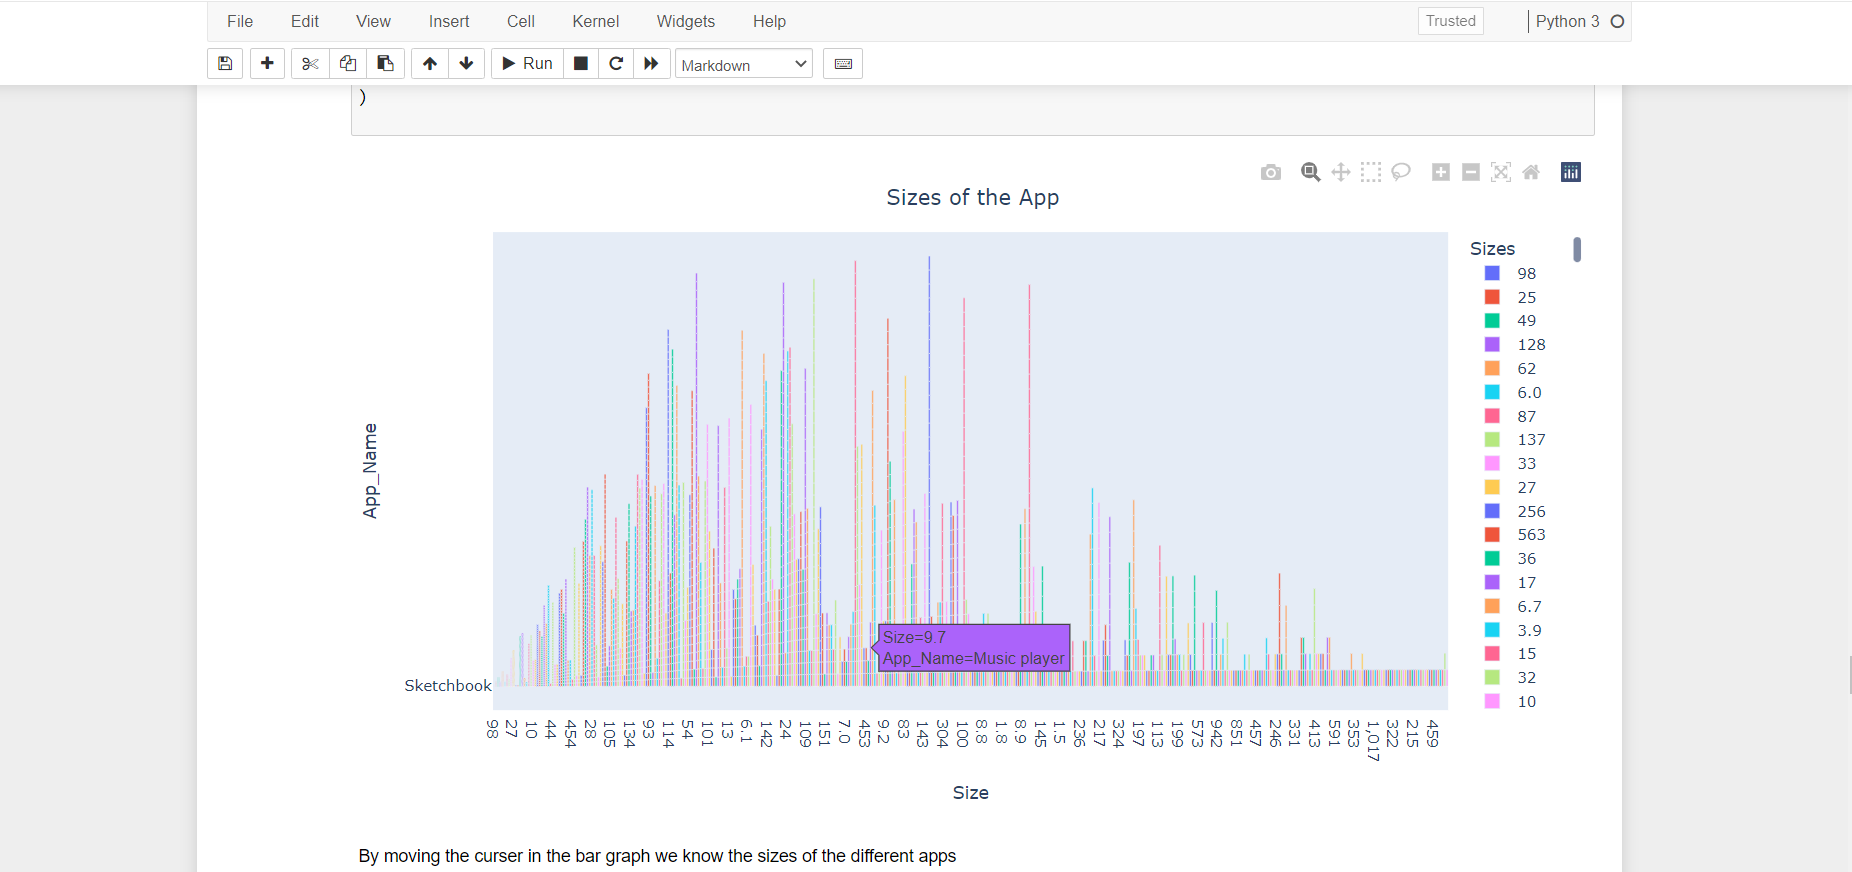 File Edit View Insert Cell Kernel Widgets Help Trusted Python 3
Run Markdown
)
Sizes of the App
App_Name
Sketchbook
Size=9.7
App_Name=Music player
98 27 10 44 454 28 105 134 93 114 54 101 13 6.1 142 24 109 151 7.0 453 9.2 83 143 304 100 8.8 1.8 8.9 145 1.5 236 217 324 197 113 199 573 942 851 457 246 331 413 591 353 1,017 322 215 459
Size
Sizes
98
25
49
128
62
6.0
87
137
33
27
256
563
36
17
6.7
3.9
15
32
10
By moving the curser in the bar graph we know the sizes of the different apps